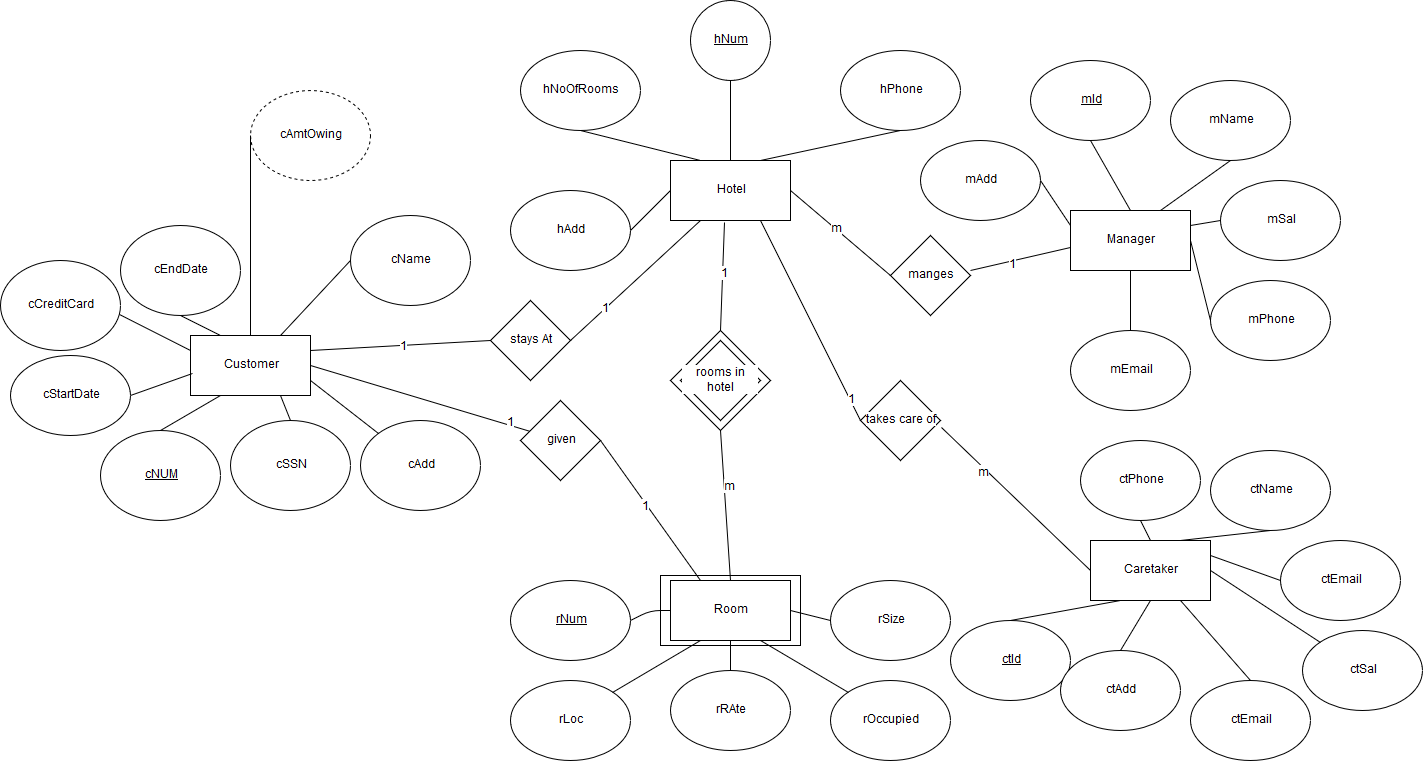 hNum
hNoOfRooms
hPhone
mId
mName
cAmtOwing
mAdd
Hotel
mSal
hAdd
m
Manager
cName
cEndDate
manges
1
1
cCreditCard
1
mPhone
stays At
1
Customer
mEmail
rooms in
hotel
cStartDate
1
takes care of
1
given
cNUM
cSSN
cAdd
m
ctPhone
ctName
m
1
Caretaker
ctEmail
rNum
Room
rSize
ctId
ctSal
ctAdd
rLoc
rRAte
rOccupied
ctEmail